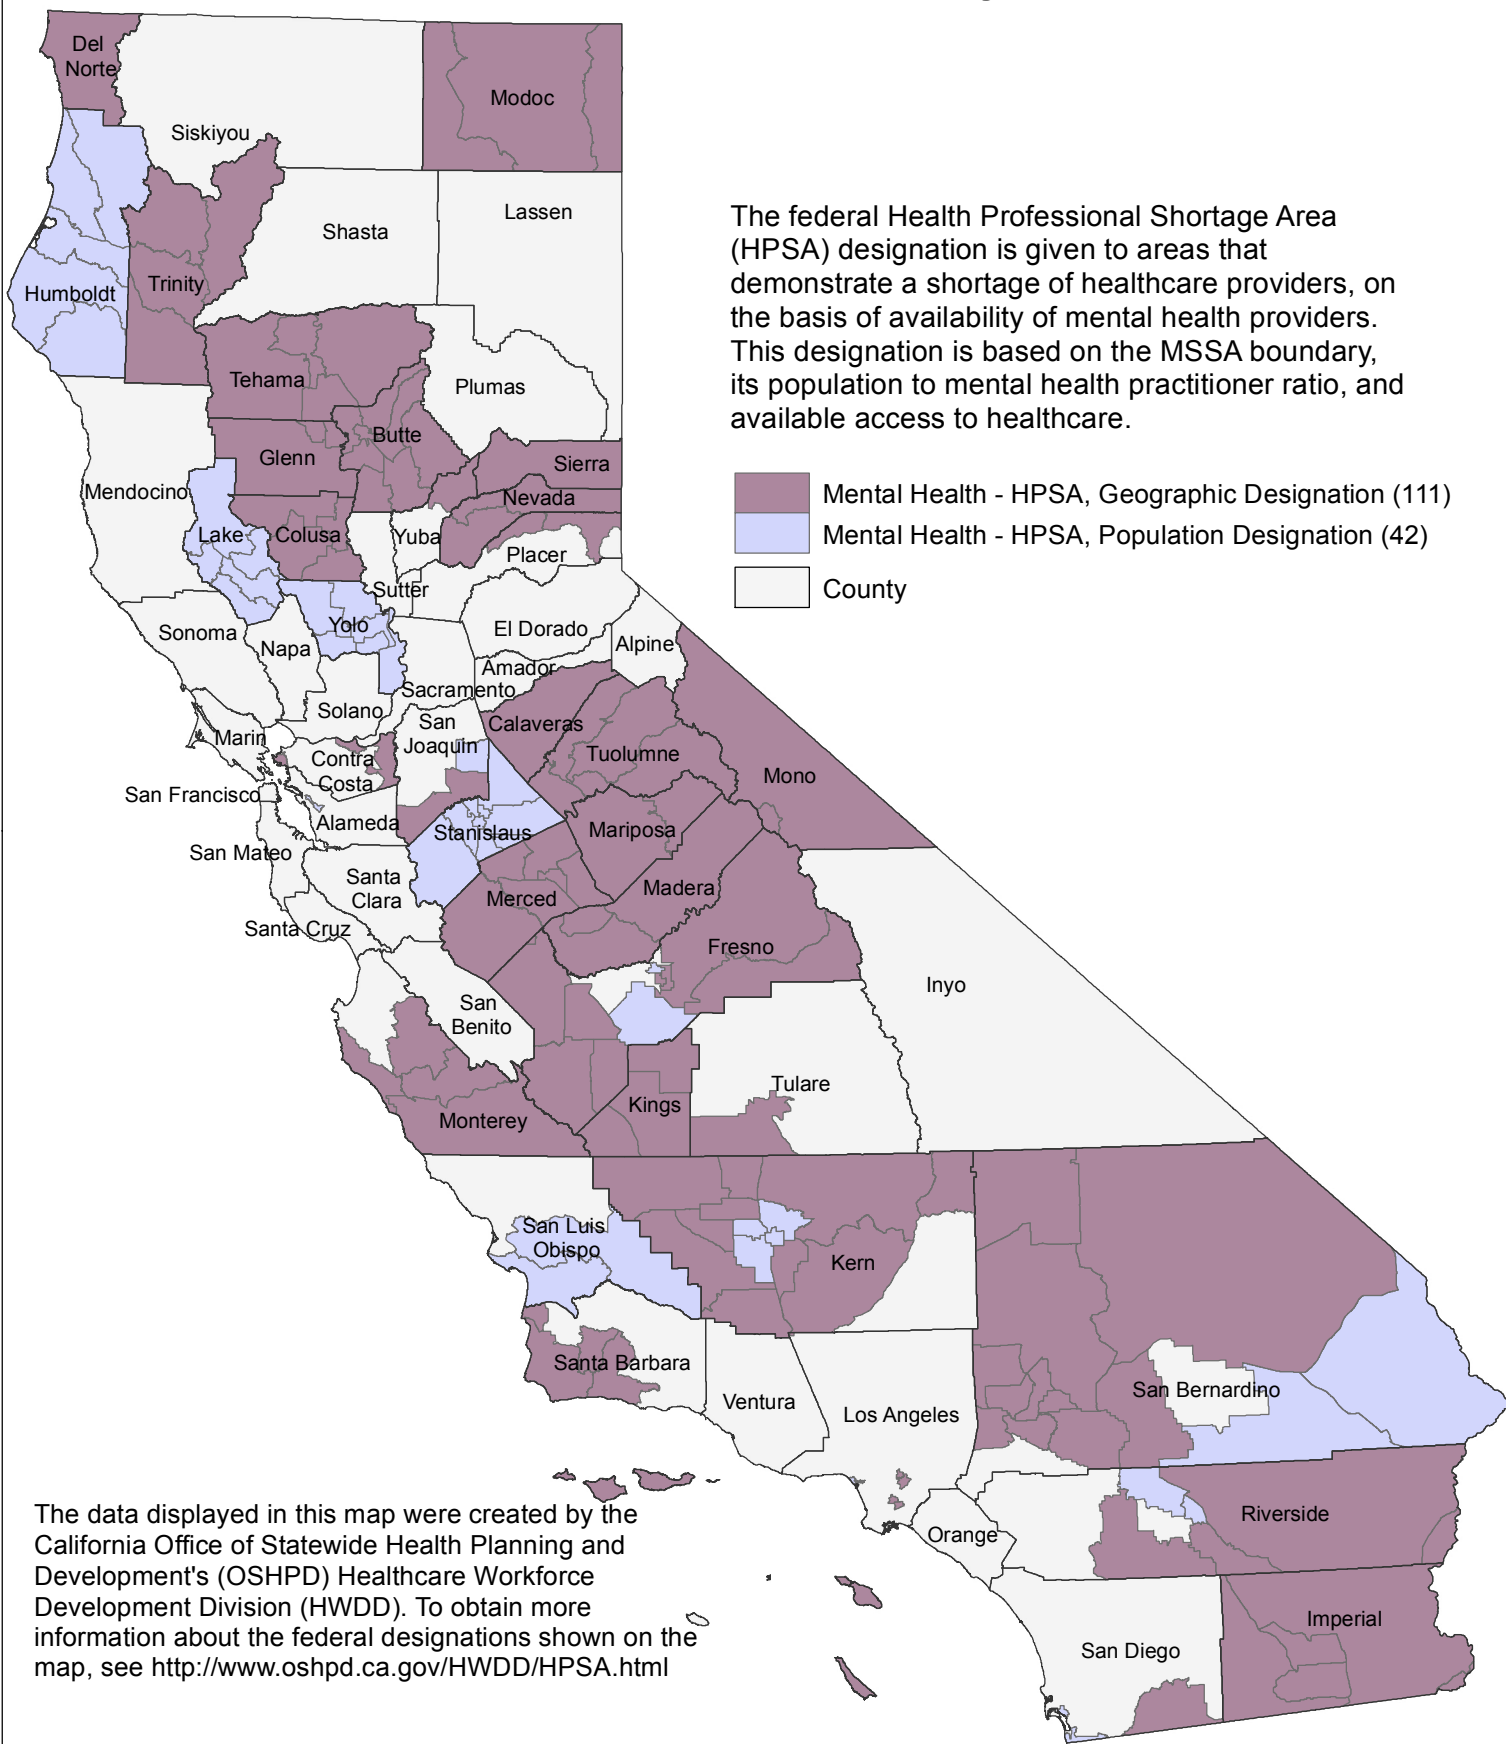 Del
Norte
Siskiyou
Modoc
Shasta
Lassen
Humboldt
Trinity
Tehama
Plumas
Butte
Glenn
Sierra
Nevada
Mendocino
Lake
Colusa
Yuba
Placer
Sutter
Sonoma
Napa
Yolo
El Dorado
Alpine
Amador
Sacramento
Solano
Marin
Contra
Costa
San
Joaquin
Calaveras
Tuolumne
Mono
San Francisco
Alameda
Stanislaus
Mariposa
San Mateo
Santa
Clara
Merced
Madera
Santa Cruz
Fresno
San
Benito
Inyo
Monterey
Kings
Tulare
San Luis
Obispo
Kern
Santa Barbara
Ventura
Los Angeles
San Bernardino
Orange
Riverside
San Diego
Imperial
The federal Health Professional Shortage Area
(HPSA) designation is given to areas that
demonstrate a shortage of healthcare providers, on
the basis of availability of mental health providers.
This designation is based on the MSSA boundary,
its population to mental health practitioner ratio, and
available access to healthcare.
Mental Health - HPSA, Geographic Designation (111)
Mental Health - HPSA, Population Designation (42)
County
The data displayed in this map were created by the
California Office of Statewide Health Planning and
Development's (OSHPD) Healthcare Workforce
Development Division (HWDD). To obtain more
information about the federal designations shown on the
map, see http://www.oshpd.ca.gov/HWDD/HPSA.html